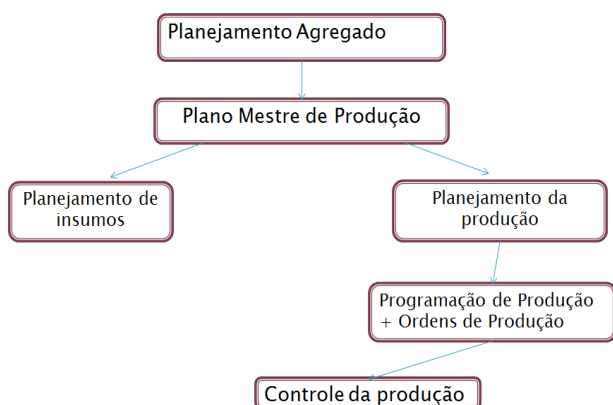 Planejamento Agregado
Plano Mestre de Produção
Planejamento de
insumos
Planejamento da
produção
Programação de Produção
+ Ordens de Produção
Controle da produção